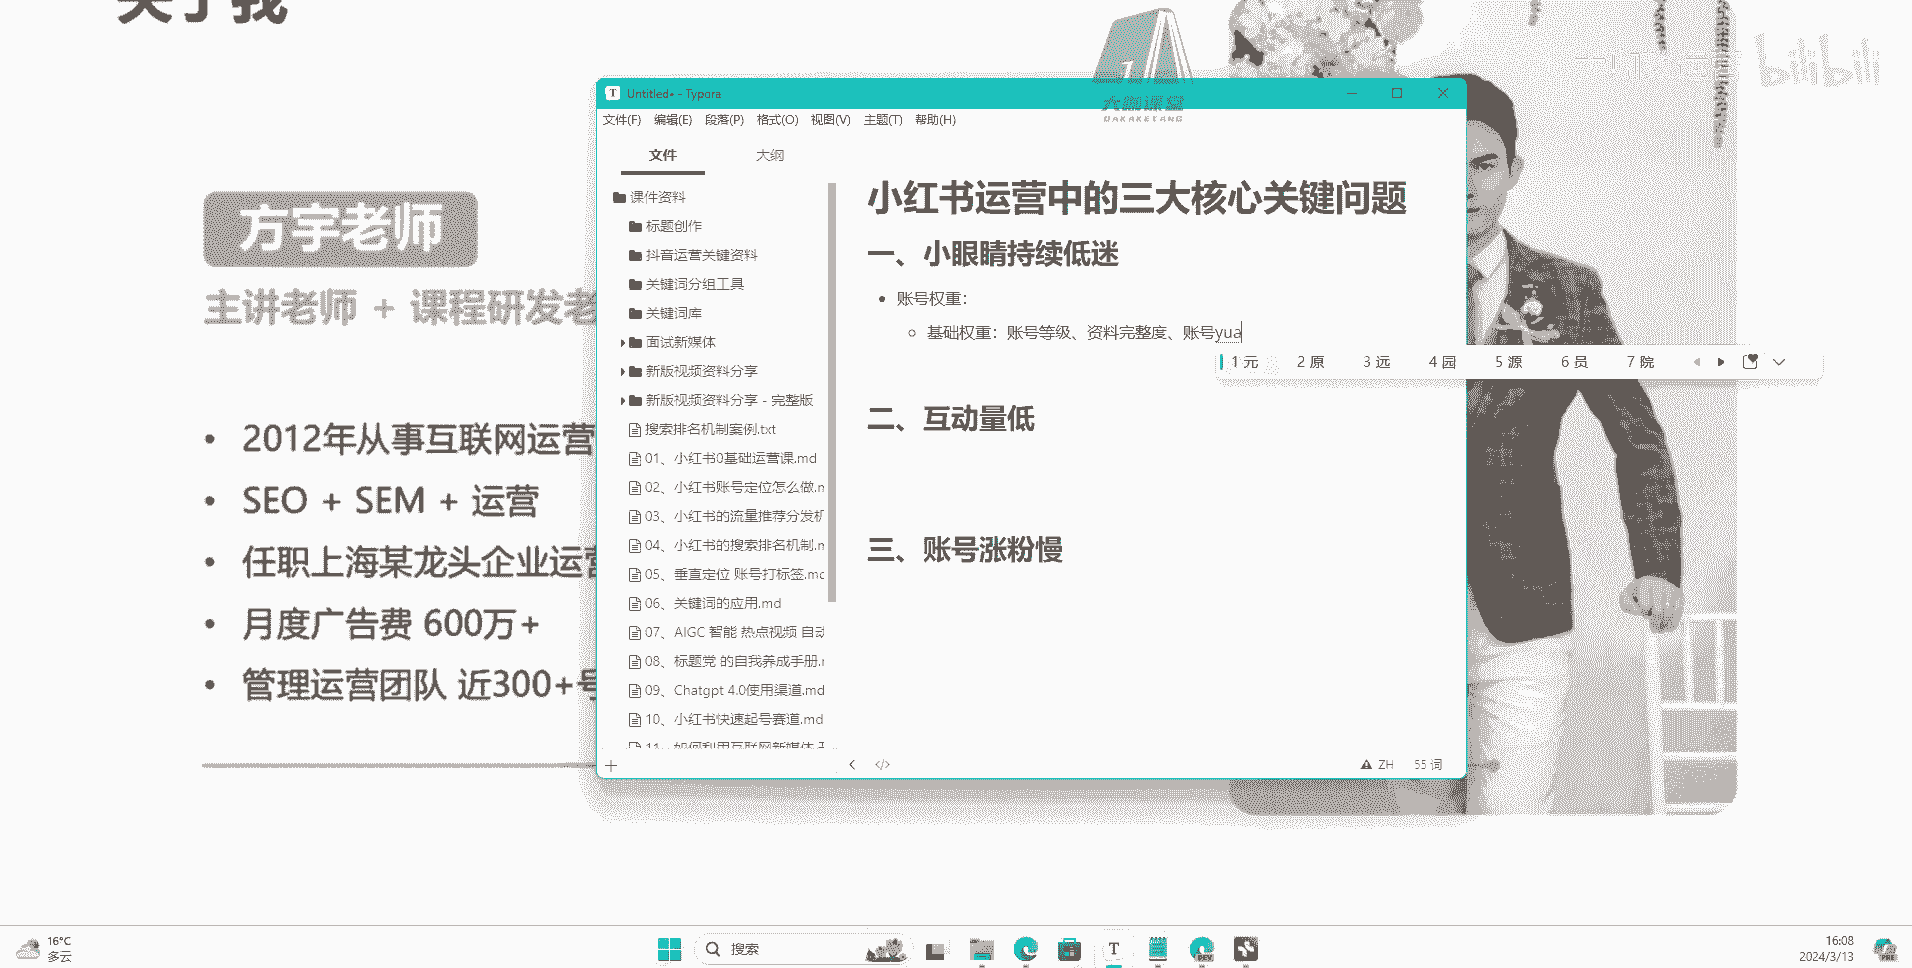 关于我
bilibili
大咖课堂
DAKAKETANG
方宇老师
主讲老师 + 课程研发老
2012年从事互联网运营
SEO + SEM + 运营
任职上海某龙头企业运营
月度广告费 600万+
管理运营团队 近300+号
Untitled• - Typora
文件(F) 编辑(E) 段落(P) 格式(O) 视图(V) 主题(T) 帮助(H)
文件 大纲
课件资料
标题创作
抖音运营关键资料
关键词分组工具
关键词库
面试新媒体
新版视频资料分享
新版视频资料分享 - 完整版
搜索排名机制案例.txt
01、小红书0基础运营课.md
02、小红书账号定位怎么做.m
03、小红书的流量推荐分发机
04、小红书的搜索排名机制.m
05、垂直定位 账号打标签.md
06、关键词的应用.md
07、AIGC 智能 热点视频 自动
08、标题党 的自我养成手册.m
09、Chatgpt 4.0使用渠道.md
10、小红书快速起号赛道.md
11、如何利用互联网新媒体
小红书运营中的三大核心关键问题
一、小眼睛持续低迷
账号权重：
基础权重：账号等级、资料完整度、账号yua
1 元 2 原 3 远 4 园 5 源 6 员 7 院
二、互动量低
三、账号涨粉慢
ZH 55 词
16°C
多云
搜索
16:08
2024/3/13